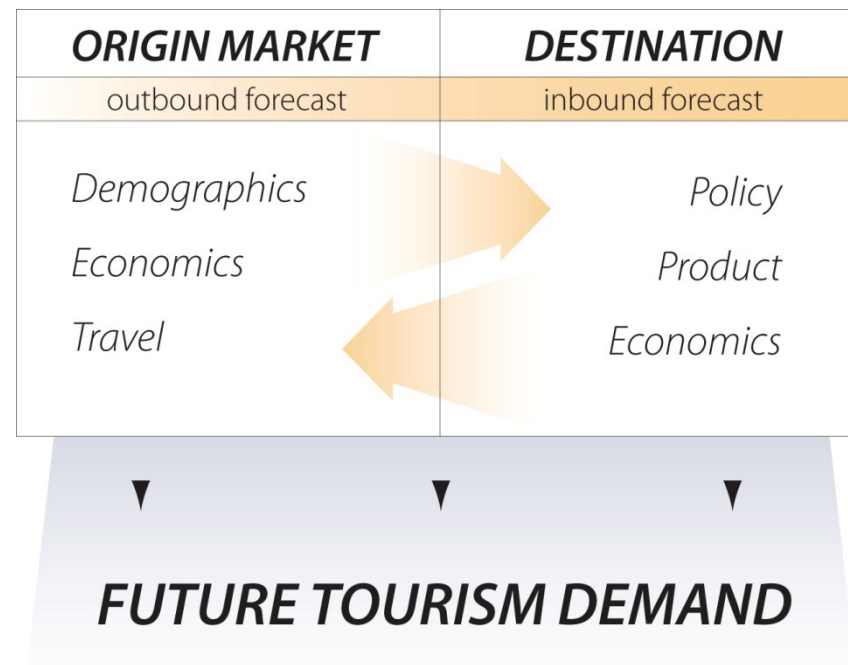 ORIGIN MARKET
DESTINATION
outbound forecast
inbound forecast
Demographics
Economics
Travel
Policy
Product
Economics
FUTURE TOURISM DEMAND